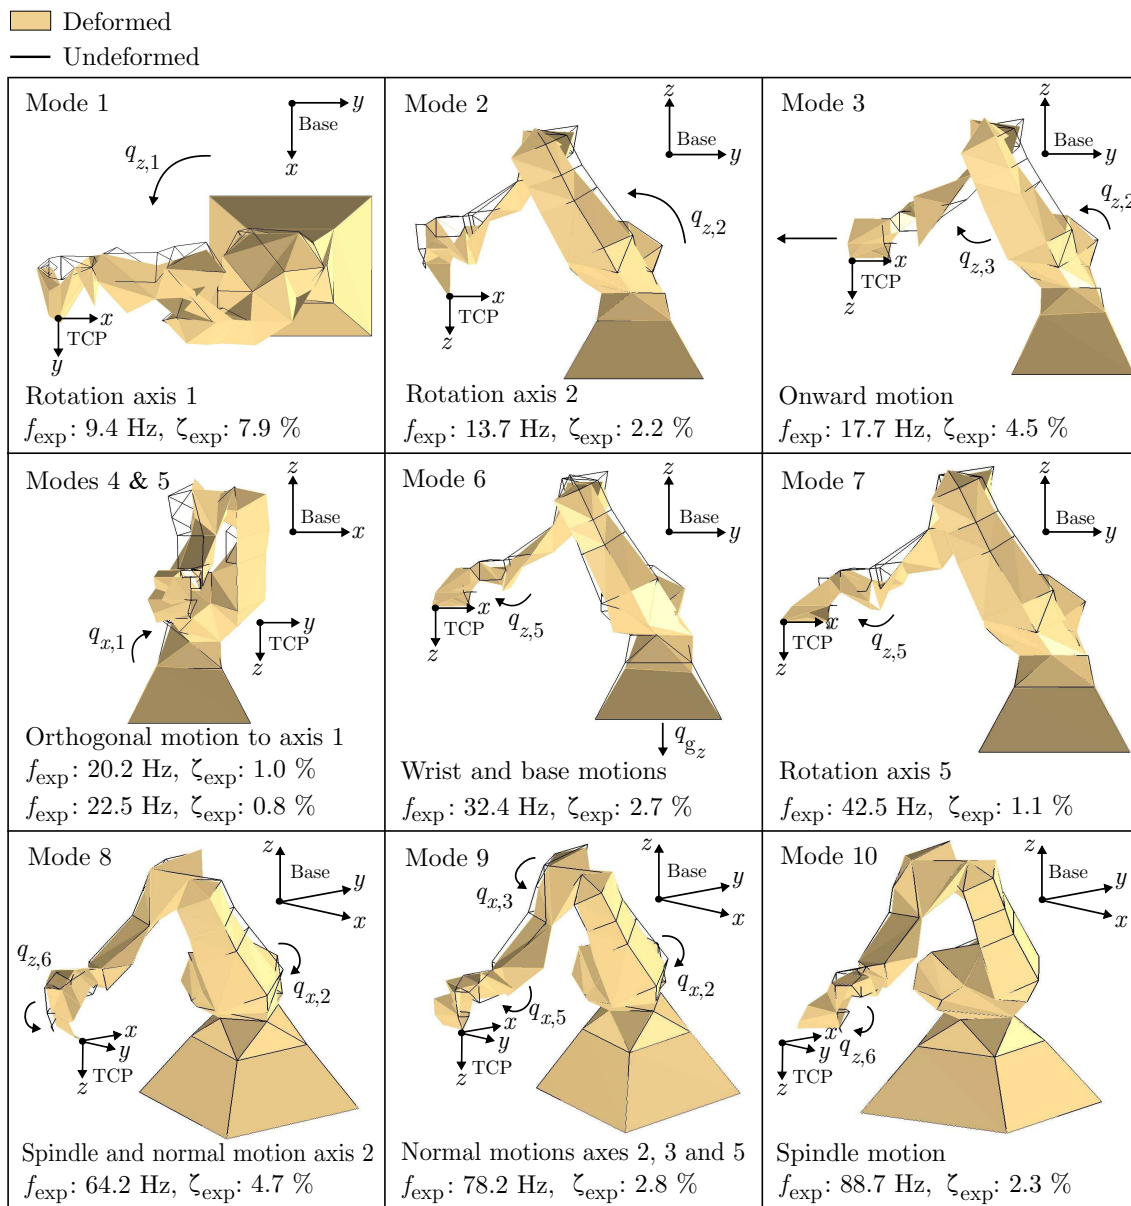 Deformed
Undeformed
Mode 1
y
Base
x
q_{z,1}
x
TCP
y
Rotation axis 1
f_exp: 9.4 Hz, ζ_exp: 7.9 %
Mode 2
z
Base
y
q_{z,2}
x
TCP
z
Rotation axis 2
f_exp: 13.7 Hz, ζ_exp: 2.2 %
Mode 3
z
Base
y
q_{z,2}
q_{z,3}
x
TCP
z
Onward motion
f_exp: 17.7 Hz, ζ_exp: 4.5 %
Modes 4 & 5
z
Base
x
q_{x,1}
y
TCP
z
Orthogonal motion to axis 1
f_exp: 20.2 Hz, ζ_exp: 1.0 %
f_exp: 22.5 Hz, ζ_exp: 0.8 %
Mode 6
z
Base
y
x
TCP
z
q_{z,5}
q_{g_z}
Wrist and base motions
f_exp: 32.4 Hz, ζ_exp: 2.7 %
Mode 7
z
Base
y
x
TCP
z
q_{z,5}
Rotation axis 5
f_exp: 42.5 Hz, ζ_exp: 1.1 %
Mode 8
z
Base
y
x
q_{z,6}
q_{x,2}
x
y
TCP
z
Spindle and normal motion axis 2
f_exp: 64.2 Hz, ζ_exp: 4.7 %
Mode 9
z
Base
y
x
q_{x,3}
q_{x,2}
q_{x,5}
x
y
TCP
z
Normal motions axes 2, 3 and 5
f_exp: 78.2 Hz, ζ_exp: 2.8 %
Mode 10
z
Base
y
x
x
y
q_{z,6}
TCP
z
Spindle motion
f_exp: 88.7 Hz, ζ_exp: 2.3 %